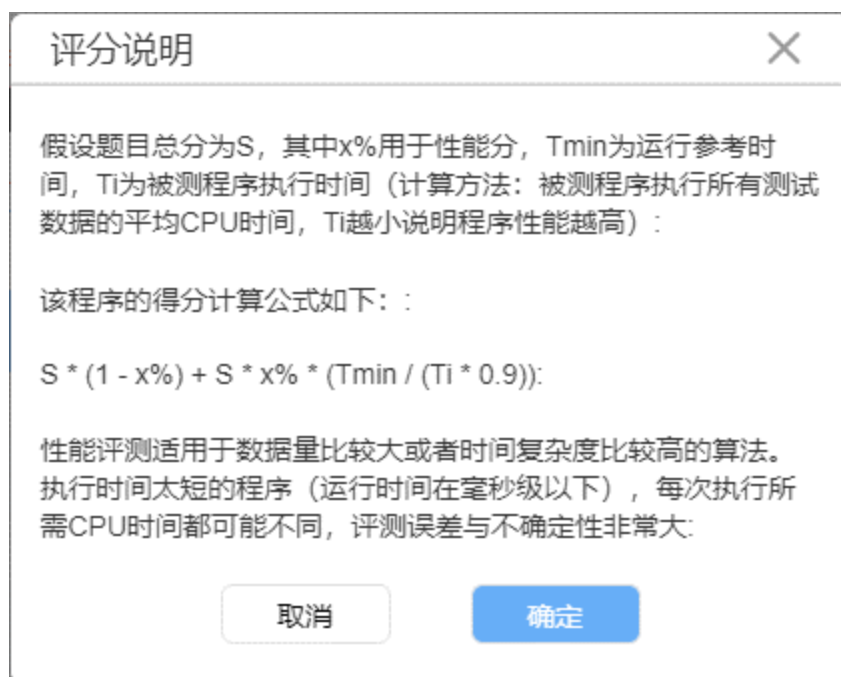 评分说明
假设题目总分为S，其中x%用于性能分，Tmin为运行参考时
间，Ti为被测程序执行时间（计算方法：被测程序执行所有测试
数据的平均CPU时间，Ti越小说明程序性能越高）:
该程序的得分计算公式如下：:
S * (1 - x%) + S * x% * (Tmin / (Ti * 0.9)):
性能评测适用于数据量比较大或者时间复杂度比较高的算法。
执行时间太短的程序（运行时间在毫秒级以下）, 每次执行所
需CPU时间都可能不同，评测误差与不确定性非常大:
取消
确定